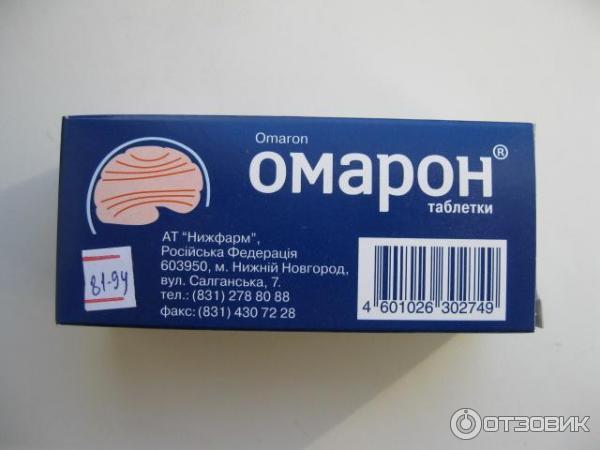 Omaron
омарон®
таблетки
АТ "Нижфарм",
Російська Федерація
603950, м. Нижній Новгород,
вул. Салганська, 7.
тел.: (831) 278 80 88
факс: (831) 430 72 28
81-94
4 601026 302749
ОТЗОВИК